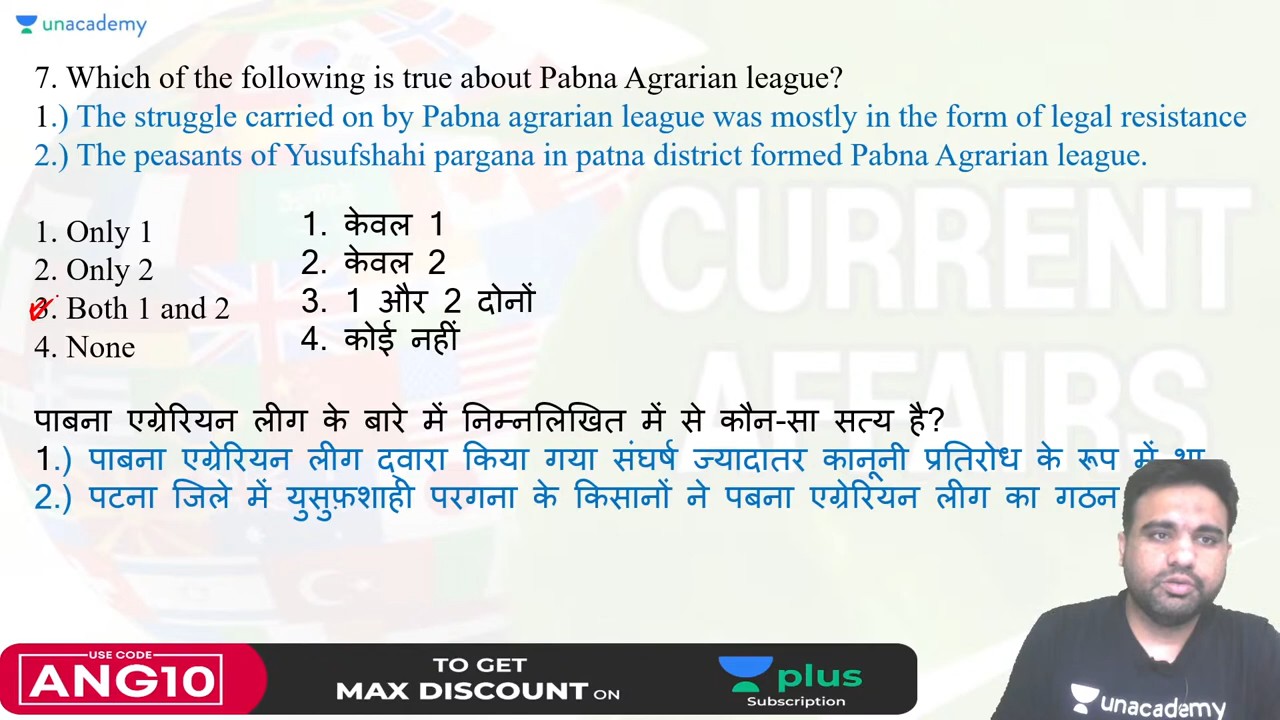 unacademy
7. Which of the following is true about Pabna Agrarian league?
1.) The struggle carried on by Pabna agrarian league was mostly in the form of legal resistance
2.) The peasants of Yusufshahi pargana in patna district formed Pabna Agrarian league.
1. Only 1
2. Only 2
3. Both 1 and 2
4. None
1. केवल 1
2. केवल 2
3. 1 और 2 दोनों
4. कोई नहीं
CURRENT
AFFAIRS
पाबना एग्रेरियन लीग के बारे में निम्नलिखित में से कौन-सा सत्य है?
1.) पाबना एग्रेरियन लीग द्वारा किया गया संघर्ष ज्यादातर कानूनी प्रतिरोध के रूप में था
2.) पटना जिले में युसुफ़शाही परगना के किसानों ने पबना एग्रेरियन लीग का गठन
USE CODE
ANG10
TO GET
MAX DISCOUNT ON
plus
Subscription
unacademy